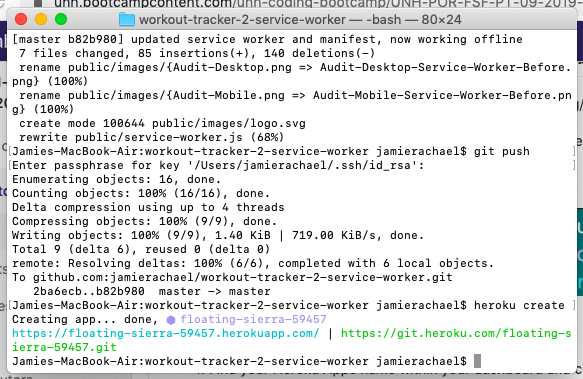 unh.bootcampcontent.com/unh-coding-bootcamp/UNH-POR-FSF-PT-09-2019-
workout-tracker-2-service-worker — -bash — 80×24
[master b82b980] updated service worker and manifest, now working offline
 7 files changed, 85 insertions(+), 140 deletions(-)
 rename public/images/{Audit-Desktop.png => Audit-Desktop-Service-Worker-Before.
png} (100%)
 rename public/images/{Audit-Mobile.png => Audit-Mobile-Service-Worker-Before.pn
g} (100%)
 create mode 100644 public/images/logo.svg
 rewrite public/service-worker.js (68%)
[Jamies-MacBook-Air:workout-tracker-2-service-worker jamierachael$ git push ]
[Enter passphrase for key '/Users/jamierachael/.ssh/id_rsa': ]
Enumerating objects: 16, done.
Counting objects: 100% (16/16), done.
Delta compression using up to 4 threads
Compressing objects: 100% (9/9), done.
Writing objects: 100% (9/9), 1.40 KiB | 719.00 KiB/s, done.
Total 9 (delta 6), reused 0 (delta 0)
remote: Resolving deltas: 100% (6/6), completed with 6 local objects.
To github.com:jamierachael/workout-tracker-2-service-worker.git
   2ba6ecb..b82b980  master -> master
[Jamies-MacBook-Air:workout-tracker-2-service-worker jamierachael$ heroku create ]
Creating app... done, ⬢ floating-sierra-59457
https://floating-sierra-59457.herokuapp.com/ | https://git.heroku.com/floating-s
ierra-59457.git
Jamies-MacBook-Air:workout-tracker-2-service-worker jamierachael$